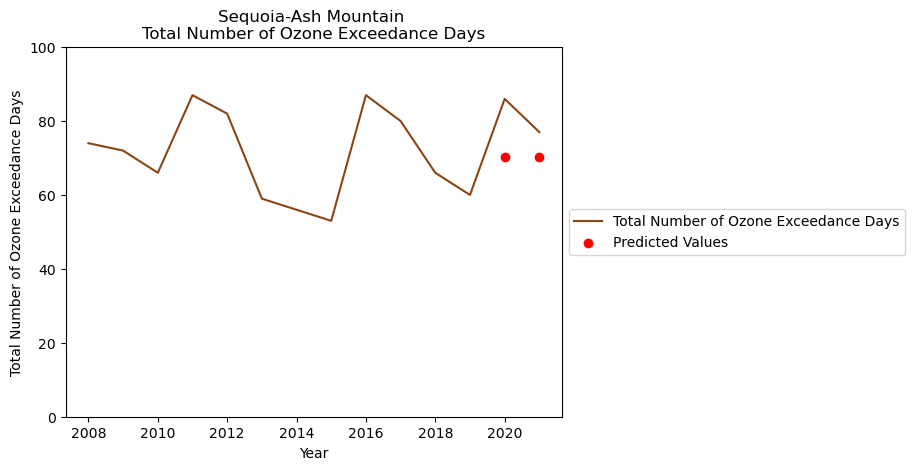 Sequoia-Ash Mountain
Total Number of Ozone Exceedance Days
Total Number of Ozone Exceedance Days
100
80
60
40
20
0
2008 2010 2012 2014 2016 2018 2020
Year
Total Number of Ozone Exceedance Days
Predicted Values